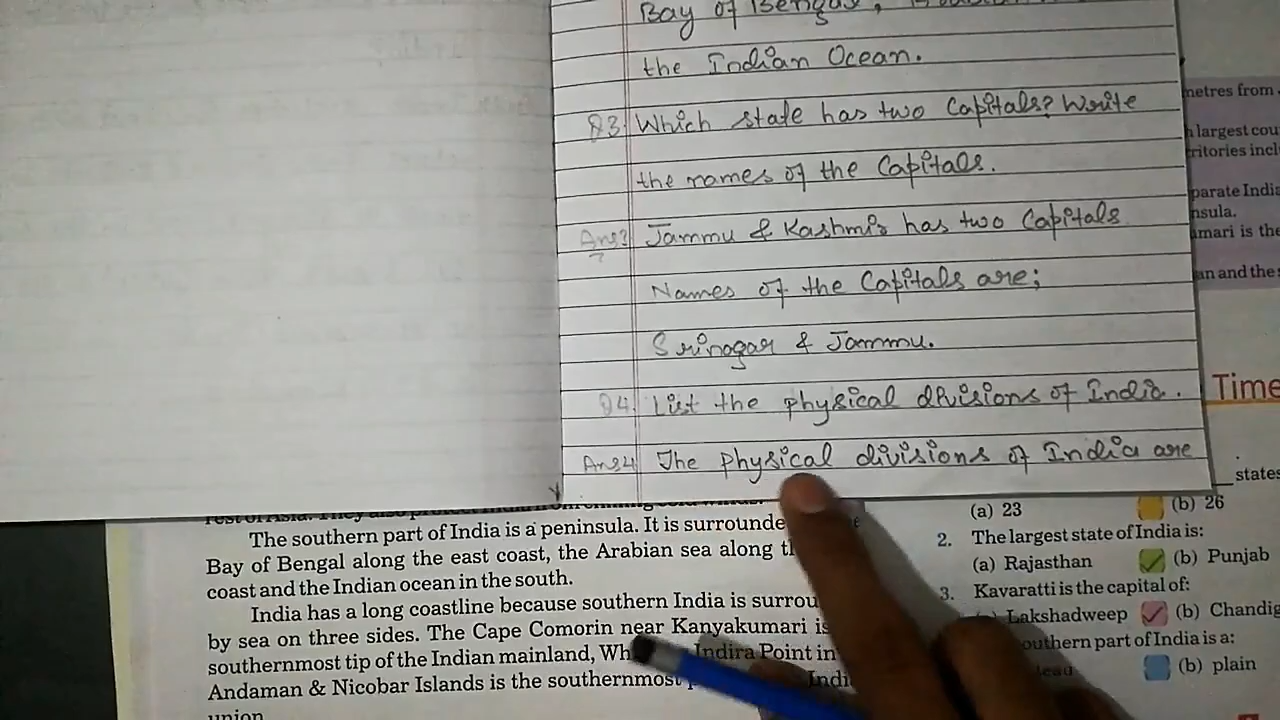 Bay of Bengal,
the Indian Ocean.
Q3. Which state has two Capitals? Write
the names of the Capitals.
Ans3 Jammu & Kashmir has two Capitals
Names of the Capitals are;
Srinagar & Jammu.
Q4. List the physical divisions of India.
Ans4 The physical divisions of India are
The southern part of India is a peninsula. It is surrounde
Bay of Bengal along the east coast, the Arabian sea along
coast and the Indian ocean in the south.
India has a long coastline because southern India is surrou
by sea on three sides. The Cape Comorin near Kanyakumari is
southernmost tip of the Indian mainland, Indira Point in
Andaman & Nicobar Islands is the southernmost
union
metres from
largest cou
ritories incl
parate India
nsula.
amari is the
an and the
Time
states
(a) 23 (b) 26
2. The largest state of India is:
(a) Rajasthan (b) Punjab
3. Kavaratti is the capital of:
Lakshadweep (b) Chandig
outhern part of India is a:
(b) plain